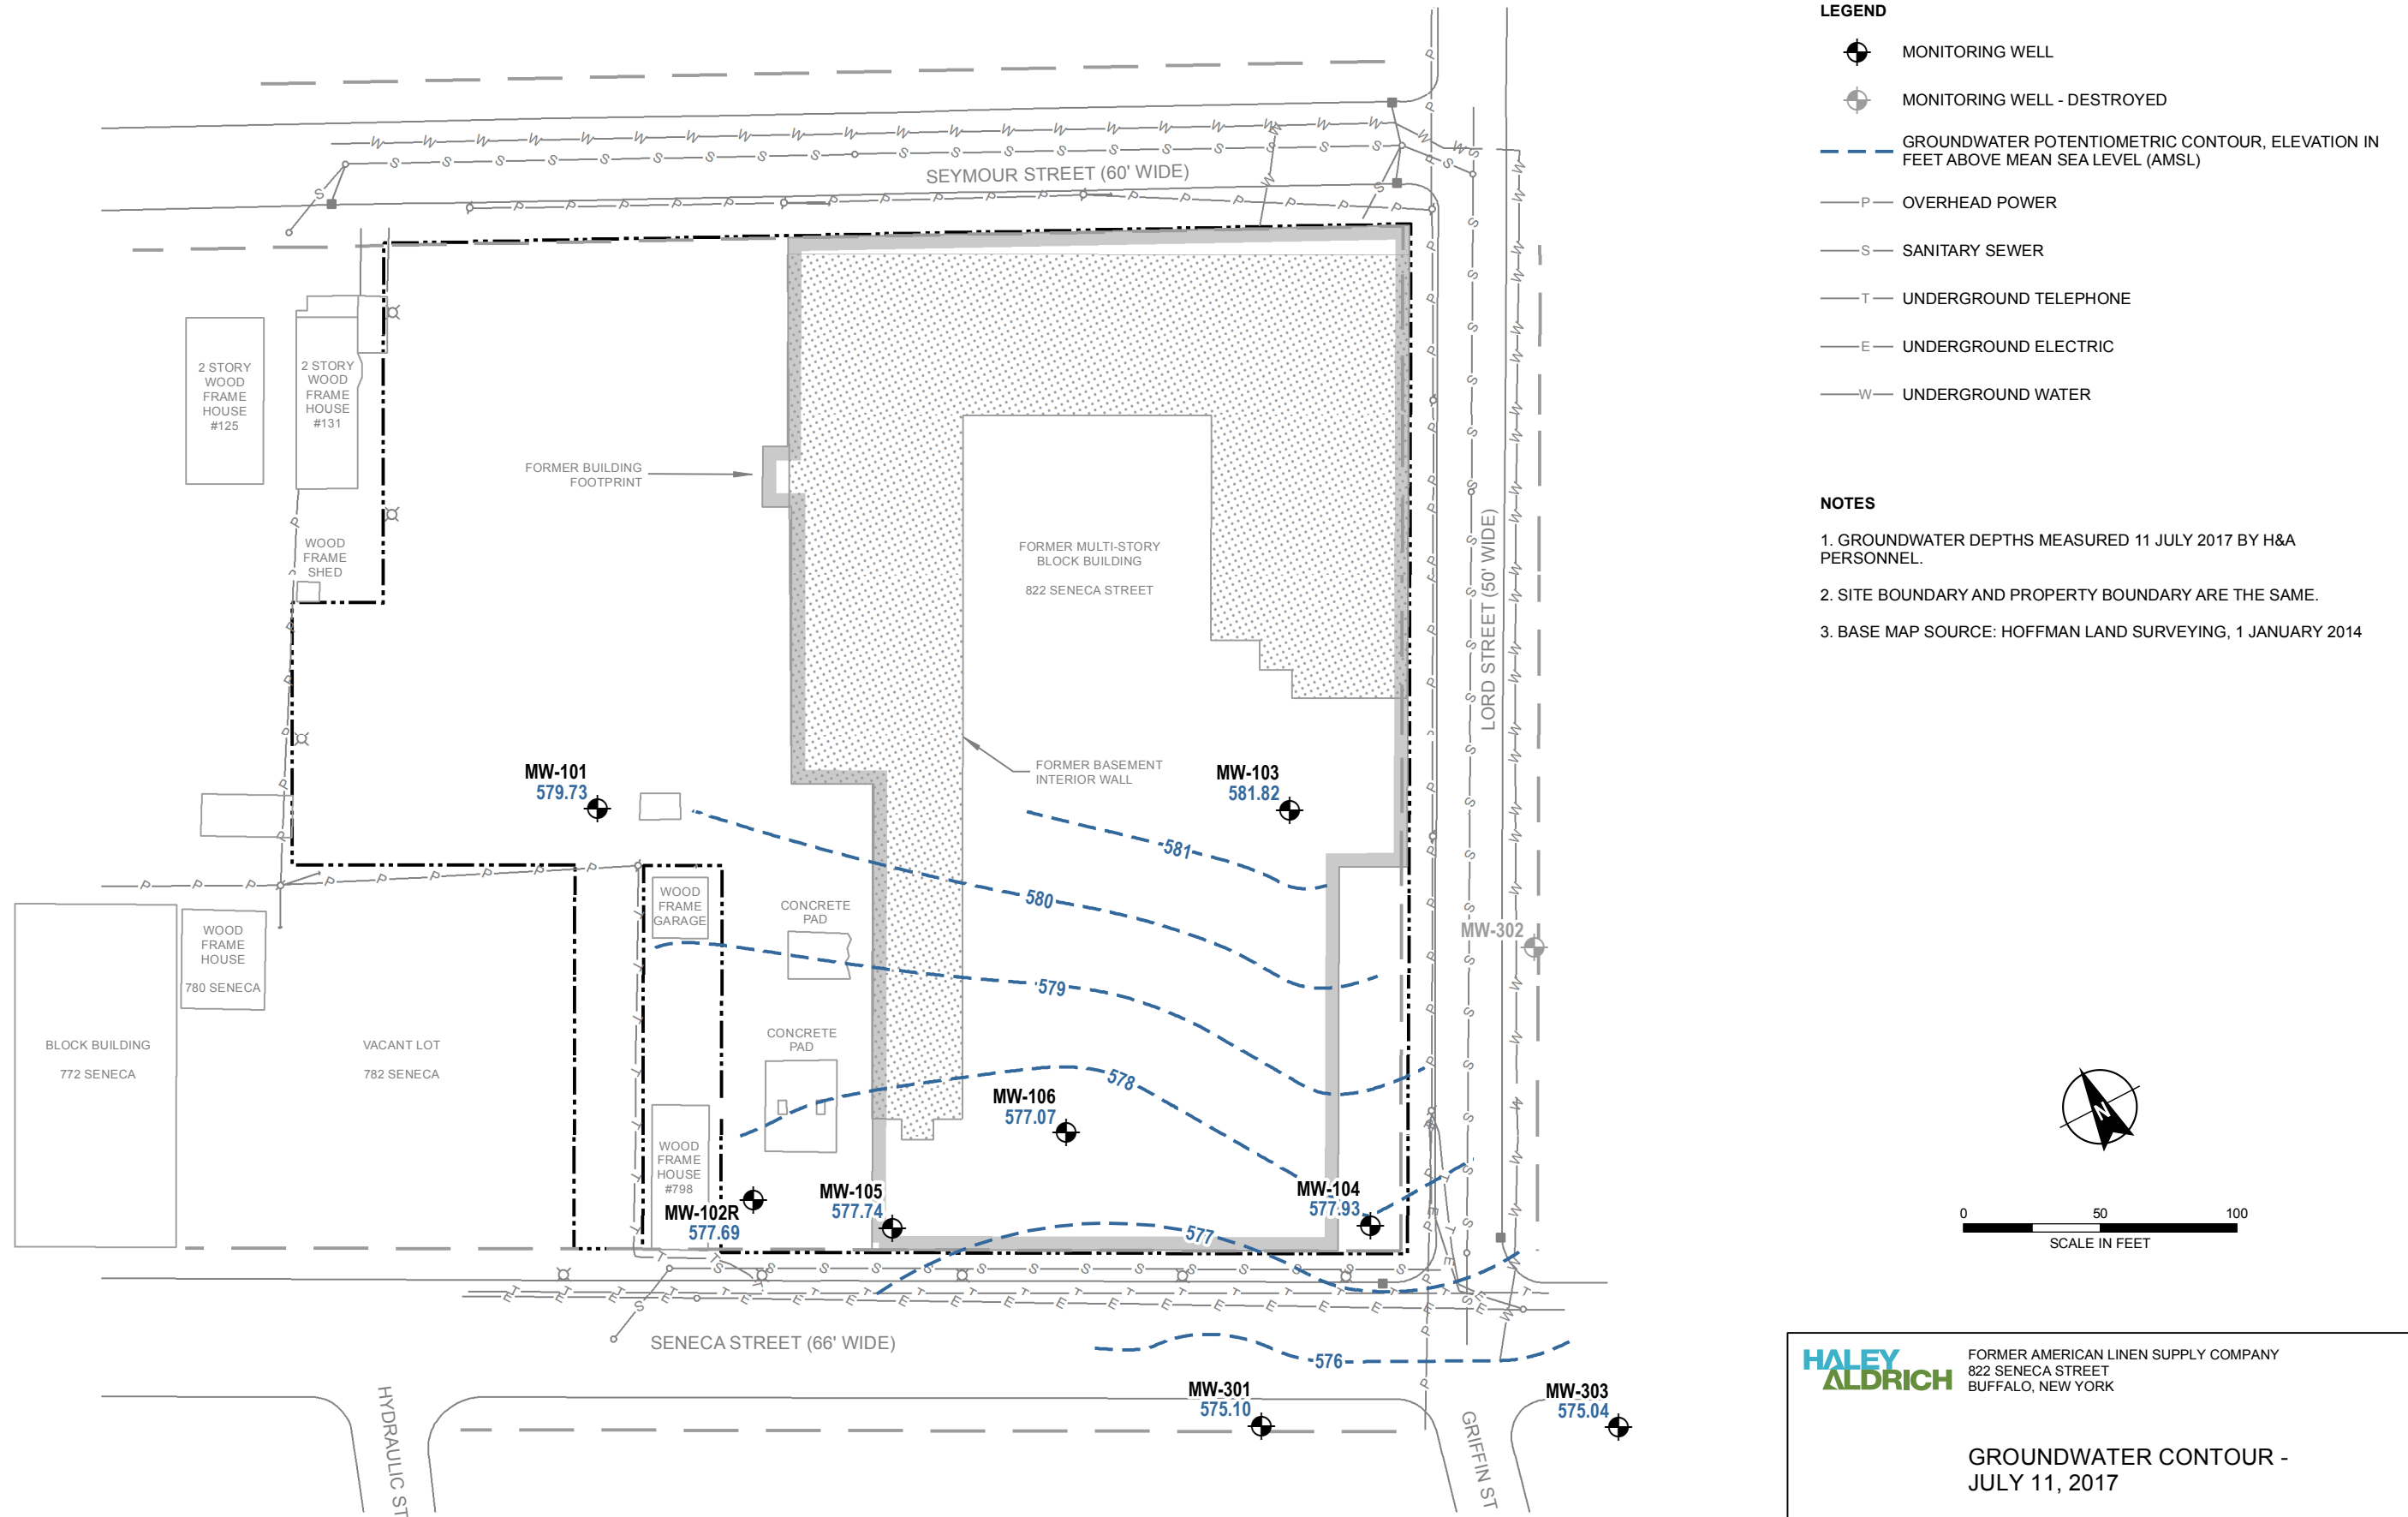 LEGEND
MONITORING WELL
MONITORING WELL - DESTROYED
GROUNDWATER POTENTIOMETRIC CONTOUR, ELEVATION IN
FEET ABOVE MEAN SEA LEVEL (AMSL)
P
OVERHEAD POWER
S
SANITARY SEWER
T
UNDERGROUND TELEPHONE
E
UNDERGROUND ELECTRIC
W
UNDERGROUND WATER
NOTES
1. GROUNDWATER DEPTHS MEASURED 11 JULY 2017 BY H&A
PERSONNEL.
2. SITE BOUNDARY AND PROPERTY BOUNDARY ARE THE SAME.
3. BASE MAP SOURCE: HOFFMAN LAND SURVEYING, 1 JANUARY 2014
SEYMOUR STREET (60' WIDE)
2 STORY
WOOD
FRAME
HOUSE
#125
2 STORY
WOOD
FRAME
HOUSE
#131
FORMER BUILDING
FOOTPRINT
WOOD
FRAME
SHED
FORMER MULTI-STORY
BLOCK BUILDING
822 SENECA STREET
LORD STREET (50' WIDE)
FORMER BASEMENT
INTERIOR WALL
MW-101
579.73
MW-103
581.82
581
580
579
578
577
576
WOOD
FRAME
GARAGE
CONCRETE
PAD
CONCRETE
PAD
WOOD
FRAME
HOUSE
780 SENECA
BLOCK BUILDING
772 SENECA
VACANT LOT
782 SENECA
MW-302
MW-106
577.07
WOOD
FRAME
HOUSE
#798
MW-102R
577.69
MW-105
577.74
MW-104
577.93
SENECA STREET (66' WIDE)
MW-301
575.10
MW-303
575.04
HYDRAULIC ST
GRIFFIN ST
N
0 50 100
SCALE IN FEET
HALEY
ALDRICH
FORMER AMERICAN LINEN SUPPLY COMPANY
822 SENECA STREET
BUFFALO, NEW YORK
GROUNDWATER CONTOUR -
JULY 11, 2017